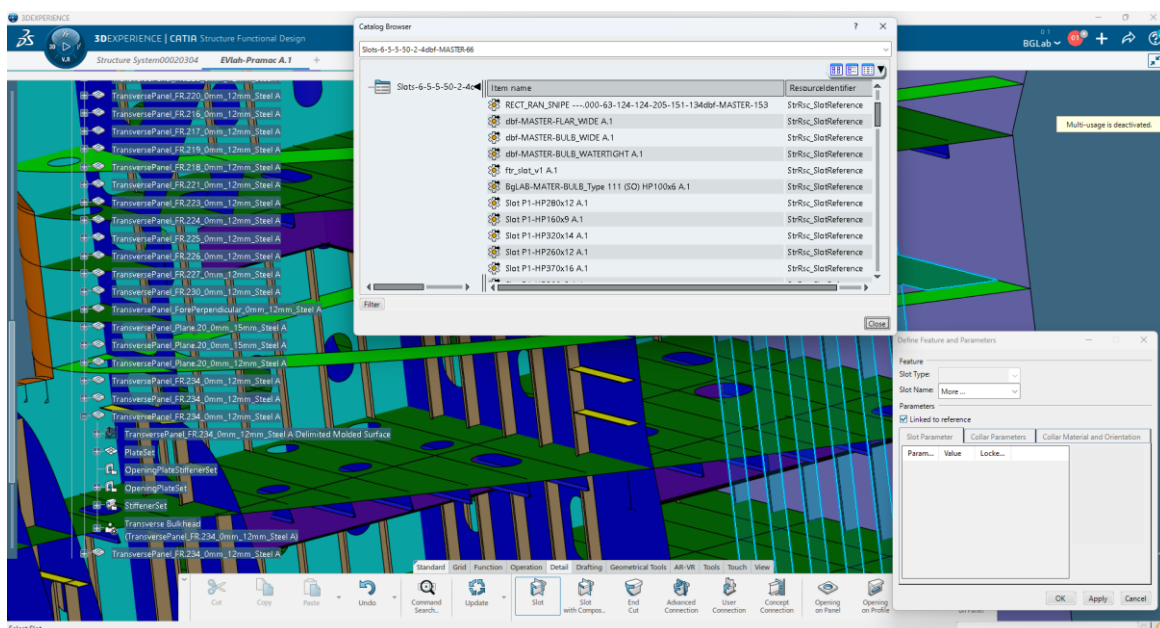 3DEXPERIENCE
3DEXPERIENCE | CATIA Structure Functional Design
BGLab
Structure System00020304
EVlah-Pramac A.1
V.R
Catalog Browser
Slots-6-5-5-50-2-4dbf-MASTER-66
Slots-6-5-5-50-2-4
Item name
ResourceIdentifier
RECT_RAN_SNIPE ---.000-63-124-124-205-151-134dbf-MASTER-153 StrRsc_SlotReference
dbf-MASTER-FLAR_WIDE A.1 StrRsc_SlotReference
dbf-MASTER-BULB_WIDE A.1 StrRsc_SlotReference
dbf-MASTER-BULB_WATERTIGHT A.1 StrRsc_SlotReference
ftr_slot_v1 A.1 StrRsc_SlotReference
BgLAB-MATER-BULB_Type 111 (SO) HP100x6 A.1 StrRsc_SlotReference
Slot P1-HP280x12 A.1 StrRsc_SlotReference
Slot P1-HP160x9 A.1 StrRsc_SlotReference
Slot P1-HP320x14 A.1 StrRsc_SlotReference
Slot P1-HP260x12 A.1 StrRsc_SlotReference
Slot P1-HP370x16 A.1 StrRsc_SlotReference
Filter
Close
Multi-usage is deactivated.
TransversePanel_FR.220_0mm_12mm_Steel A
TransversePanel_FR.216_0mm_12mm_Steel A
TransversePanel_FR.217_0mm_12mm_Steel A
TransversePanel_FR.219_0mm_12mm_Steel A
TransversePanel_FR.218_0mm_12mm_Steel A
TransversePanel_FR.221_0mm_12mm_Steel A
TransversePanel_FR.223_0mm_12mm_Steel A
TransversePanel_FR.224_0mm_12mm_Steel A
TransversePanel_FR.225_0mm_12mm_Steel A
TransversePanel_FR.226_0mm_12mm_Steel A
TransversePanel_FR.227_0mm_12mm_Steel A
TransversePanel_FR.230_0mm_12mm_Steel A
TransversePanel_ForePerpendicular_0mm_12mm_Steel A
TransversePanel_Plane.20_0mm_15mm_Steel A
TransversePanel_Plane.20_0mm_15mm_Steel A
TransversePanel_Plane.20_0mm_12mm_Steel A
TransversePanel_FR.234_0mm_12mm_Steel A
TransversePanel_FR.234_0mm_12mm_Steel A
TransversePanel_FR.234_0mm_12mm_Steel A
TransversePanel_FR.234_0mm_12mm_Steel A Delimited Molded Surface
PlateSet
OpeningPlateStiffenerSet
OpeningPlateSet
StiffenerSet
Transverse Bulkhead
(TransversePanel_FR.234_0mm_12mm_Steel A)
TransversePanel_FR.234_0mm_12mm_Steel A
Define Feature and Parameters
Feature
Slot Type:
Slot Name: More ...
Parameters
Linked to reference
Slot Parameter Collar Parameters Collar Material and Orientation
Param... Value Locke...
OK Apply Cancel
Standard Grid Function Operation Detail Drafting Geometrical Tools AR-VR Tools Touch View
Cut
Copy
Paste
Undo
Command Search...
Update
Slot
Slot with Compos...
End Cut
Advanced Connection
User Connection
Concept Connection
Opening on Panel
Opening on Profile
Select Slot